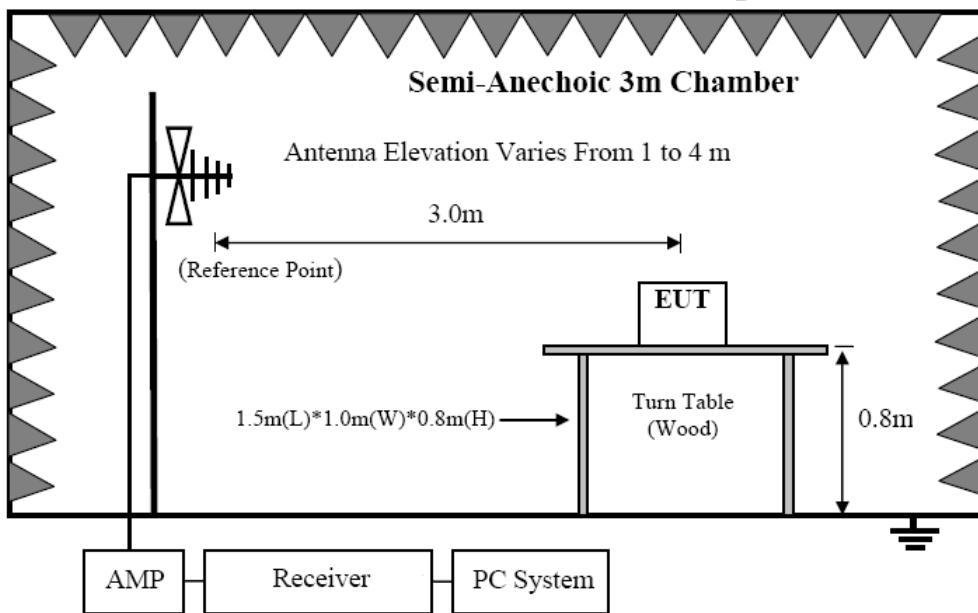 Semi-Anechoic 3m Chamber
Antenna Elevation Varies From 1 to 4 m
3.0m
(Reference Point)
EUT
1.5m(L)*1.0m(W)*0.8m(H)
Turn Table
(Wood)
0.8m
AMP
Receiver
PC System